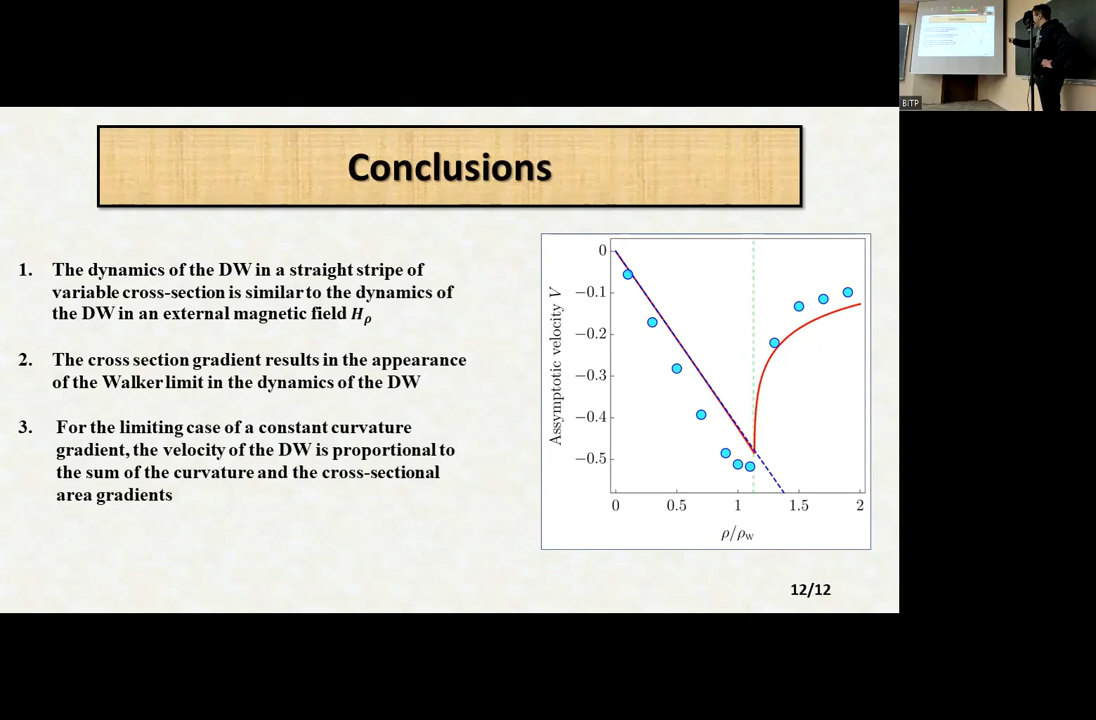 BITP
Conclusions
1. The dynamics of the DW in a straight stripe of
variable cross-section is similar to the dynamics of
the DW in an external magnetic field Hρ
2. The cross section gradient results in the appearance
of the Walker limit in the dynamics of the DW
3. For the limiting case of a constant curvature
gradient, the velocity of the DW is proportional to
the sum of the curvature and the cross-sectional
area gradients
Assymptotic velocity V
0
−0.1
−0.2
−0.3
−0.4
−0.5
0 0.5 1 1.5 2
ρ/ρw
12/12